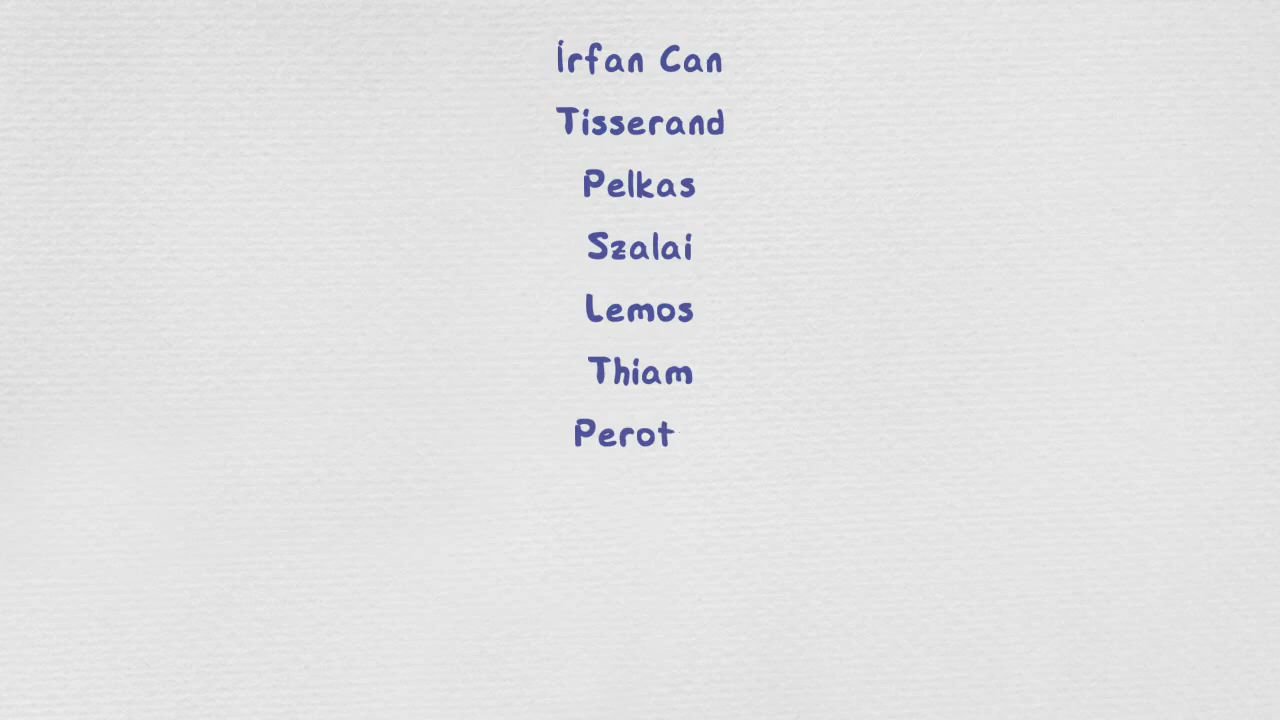 İrfan Can
Tisserand
Pelkas
Szalai
Lemos
Thiam
Perot